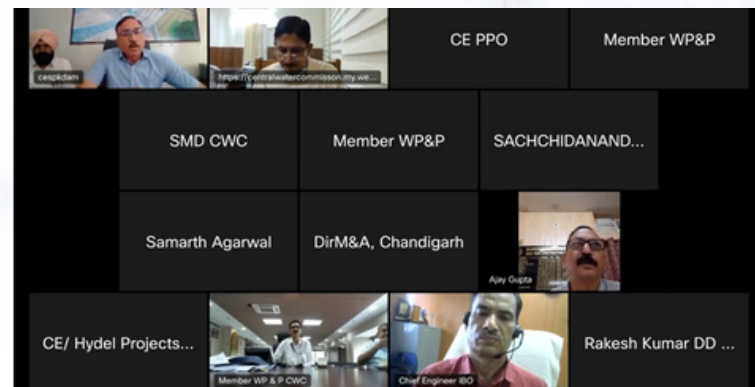 cespkdam
https://centralwatercommisson.my.we...
CE PPO
Member WP&P
SMD CWC
Member WP&P
SACHCHIDANAND...
Samarth Agarwal
DirM&A, Chandigarh
Ajay Gupta
CE/ Hydel Projects...
Member WP & P CWC
Chief Engineer IBO
Rakesh Kumar DD ...